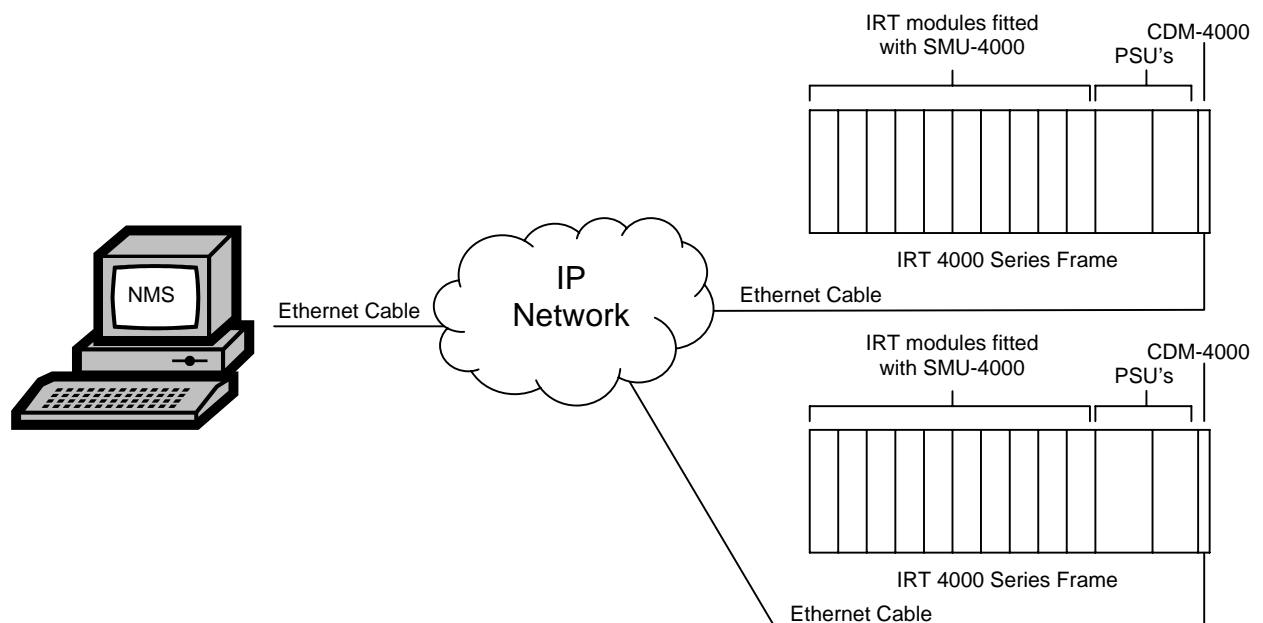 IRT modules fitted
with SMU-4000
CDM-4000
PSU's
IRT 4000 Series Frame
NMS
Ethernet Cable
IP
Network
Ethernet Cable
IRT modules fitted
with SMU-4000
CDM-4000
PSU's
IRT 4000 Series Frame
Ethernet Cable